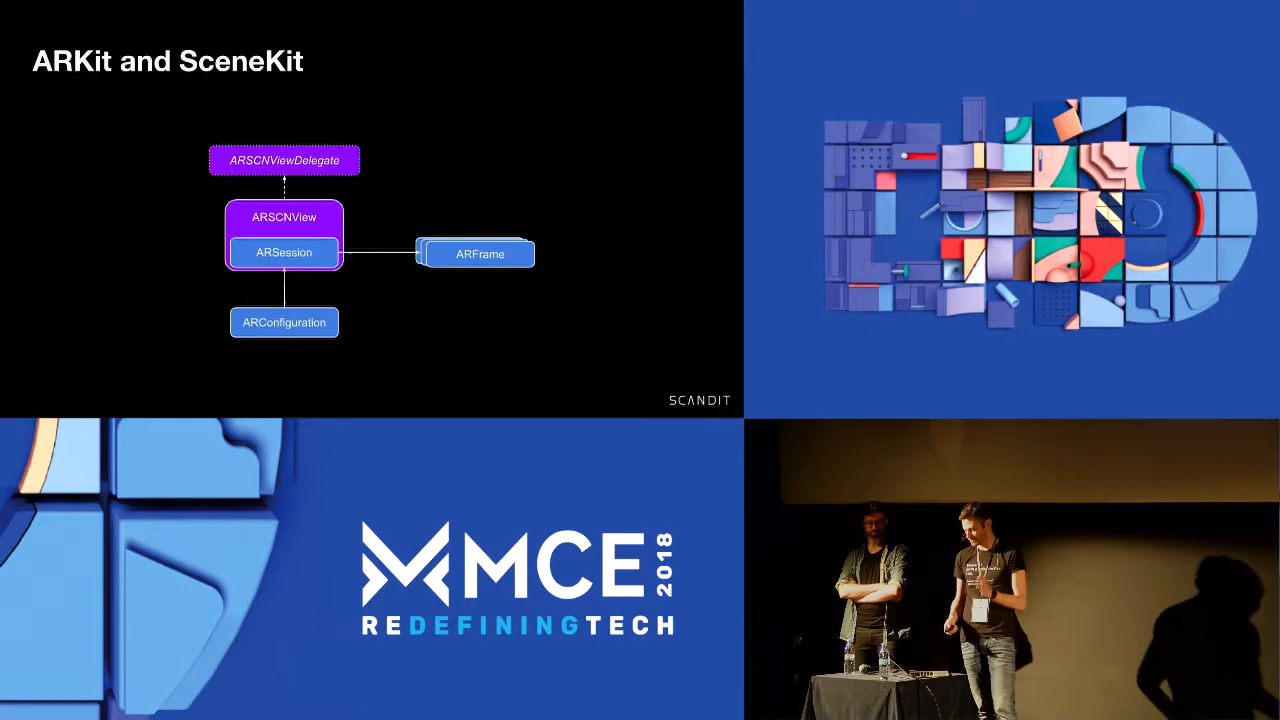 ARKit and SceneKit
ARSCNViewDelegate
ARSCNView
ARSession
ARFrame
ARConfiguration
SCANDIT
MCE 2018
REDEFININGTECH